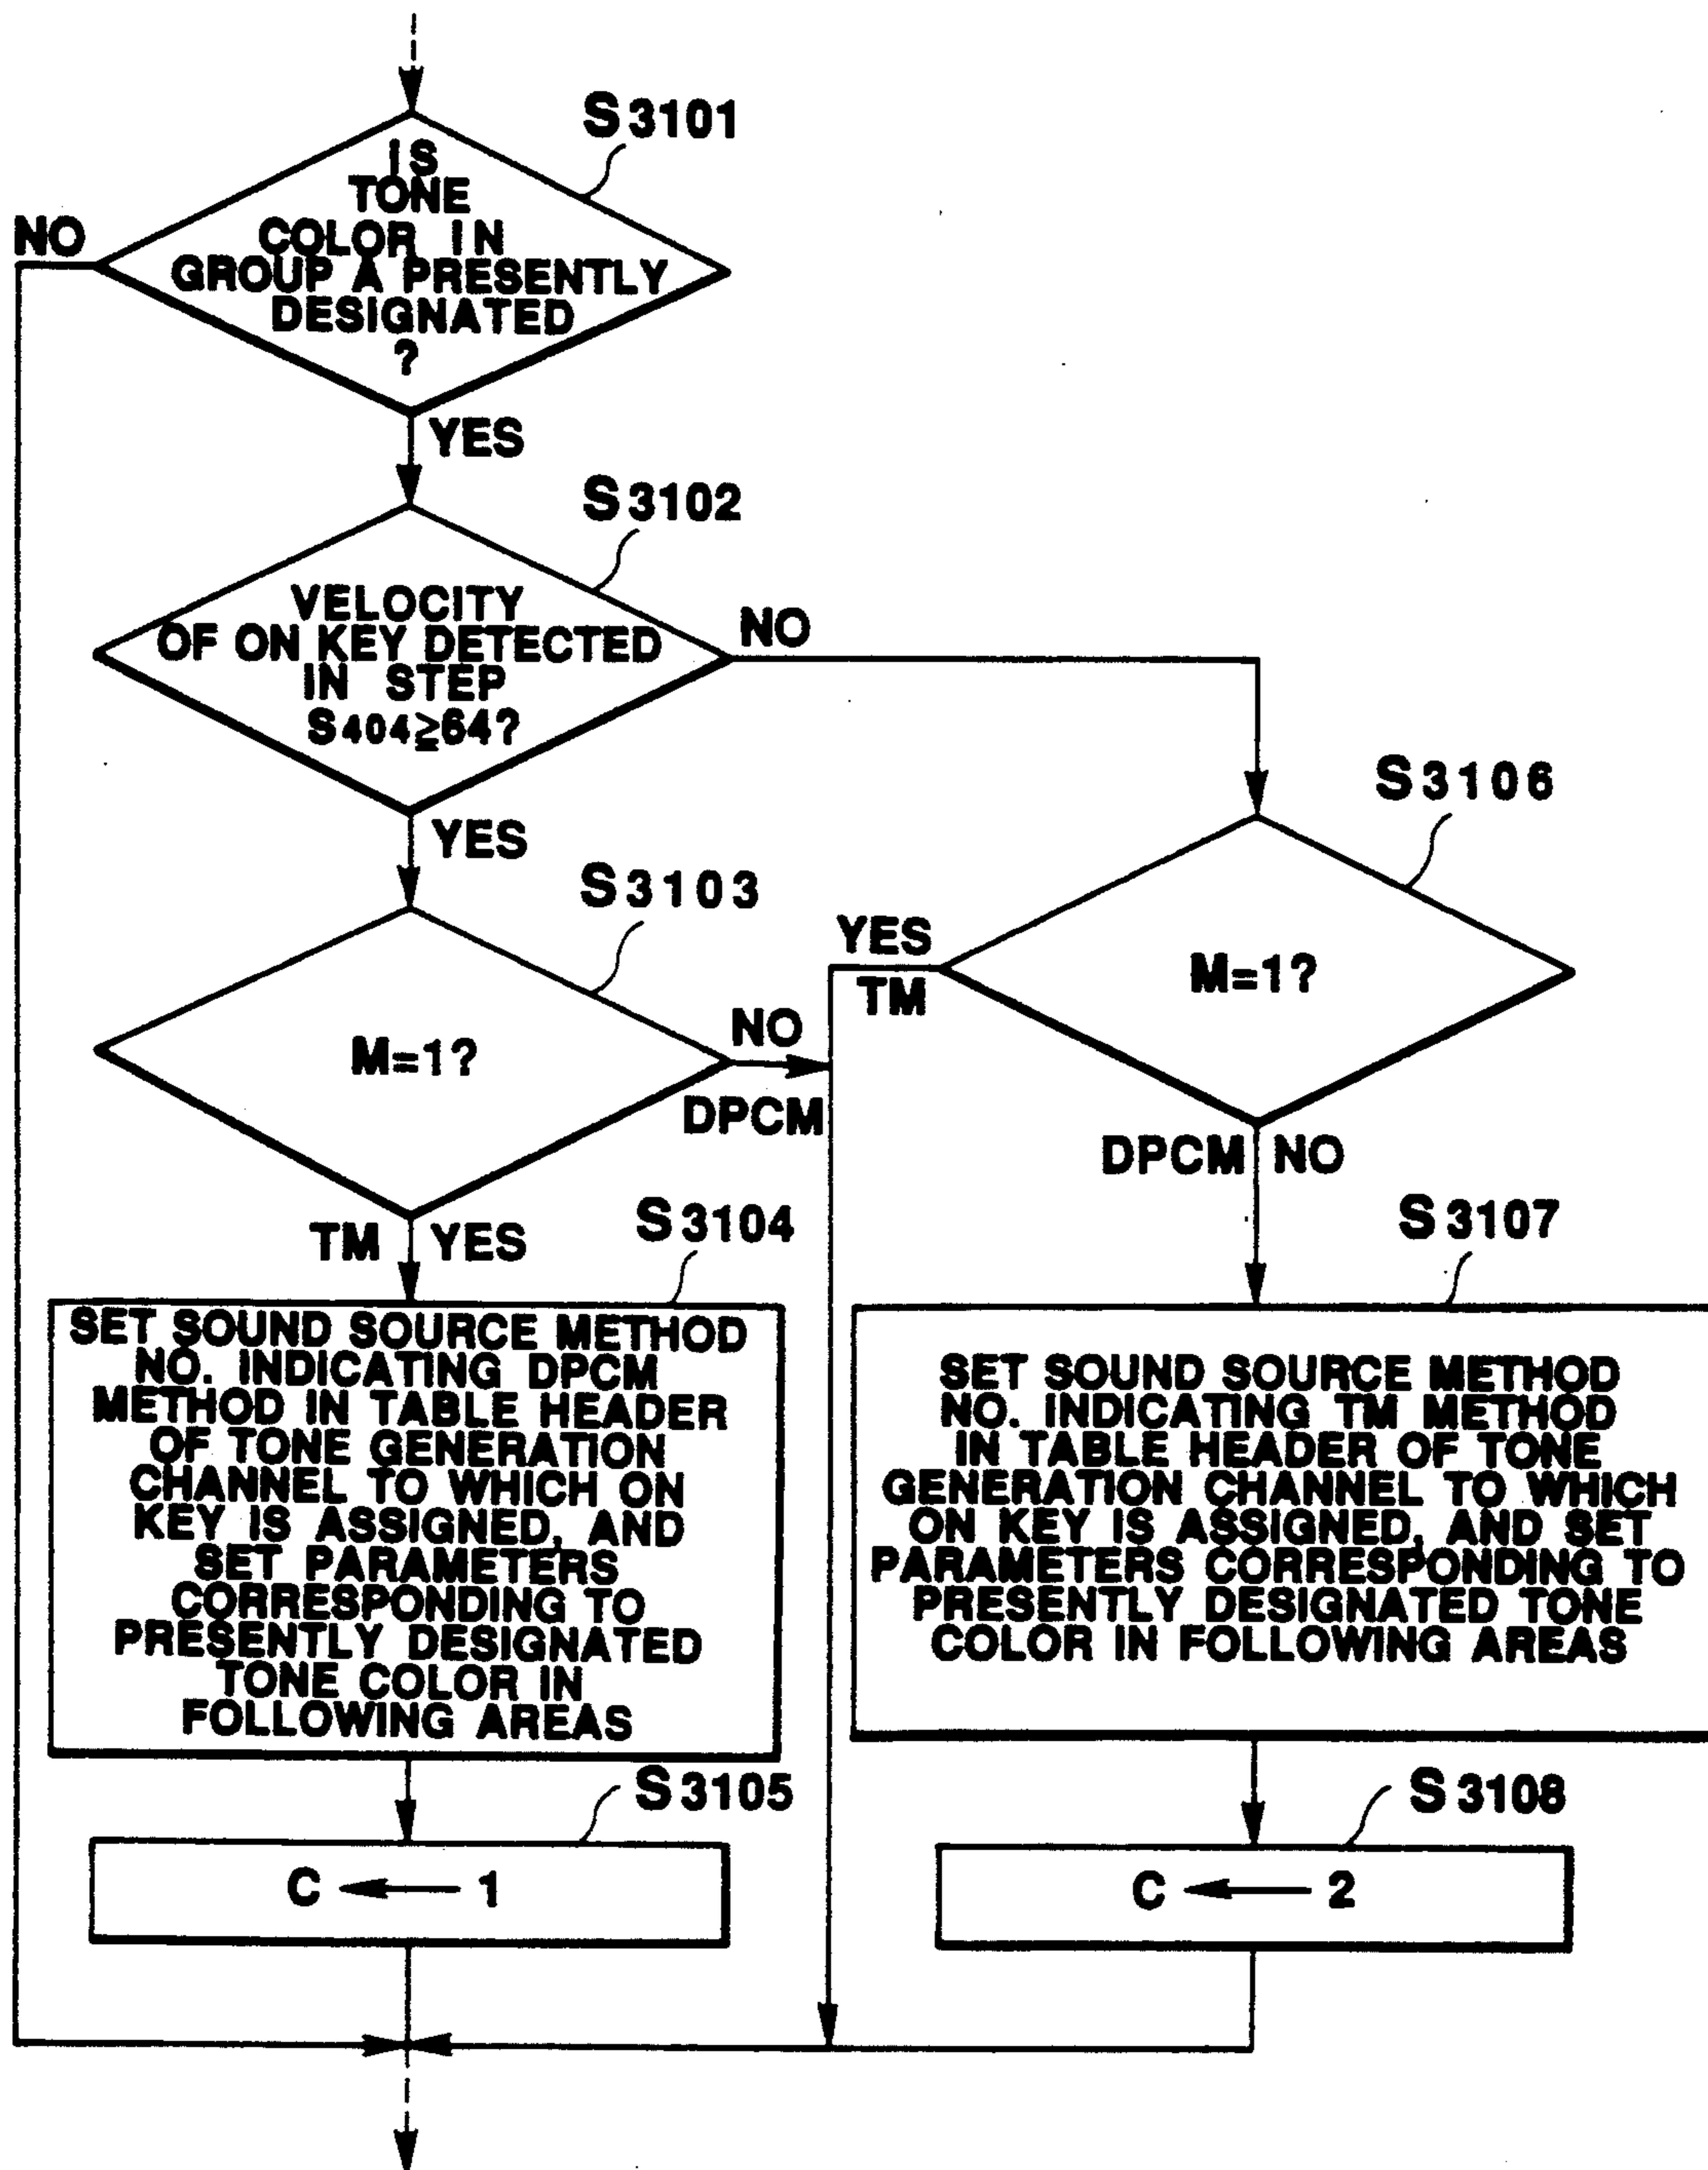 S3101
IS
TONE
COLOR IN
GROUP A PRESENTLY
DESIGNATED
?
NO
YES
S3102
VELOCITY
OF ON KEY DETECTED
IN STEP
S404≧64?
NO
YES
S3103
M=1?
NO
DPCM
TM YES
S3106
M=1?
YES
TM
DPCM NO
S3104
SET SOUND SOURCE METHOD
NO. INDICATING DPCM
METHOD IN TABLE HEADER
OF TONE GENERATION
CHANNEL TO WHICH ON
KEY IS ASSIGNED, AND
SET PARAMETERS
CORRESPONDING TO
PRESENTLY DESIGNATED
TONE COLOR IN
FOLLOWING AREAS
S3107
SET SOUND SOURCE METHOD
NO. INDICATING TM METHOD
IN TABLE HEADER OF TONE
GENERATION CHANNEL TO WHICH
ON KEY IS ASSIGNED, AND SET
PARAMETERS CORRESPONDING TO
PRESENTLY DESIGNATED TONE
COLOR IN FOLLOWING AREAS
S3105
C ← 1
S3108
C ← 2